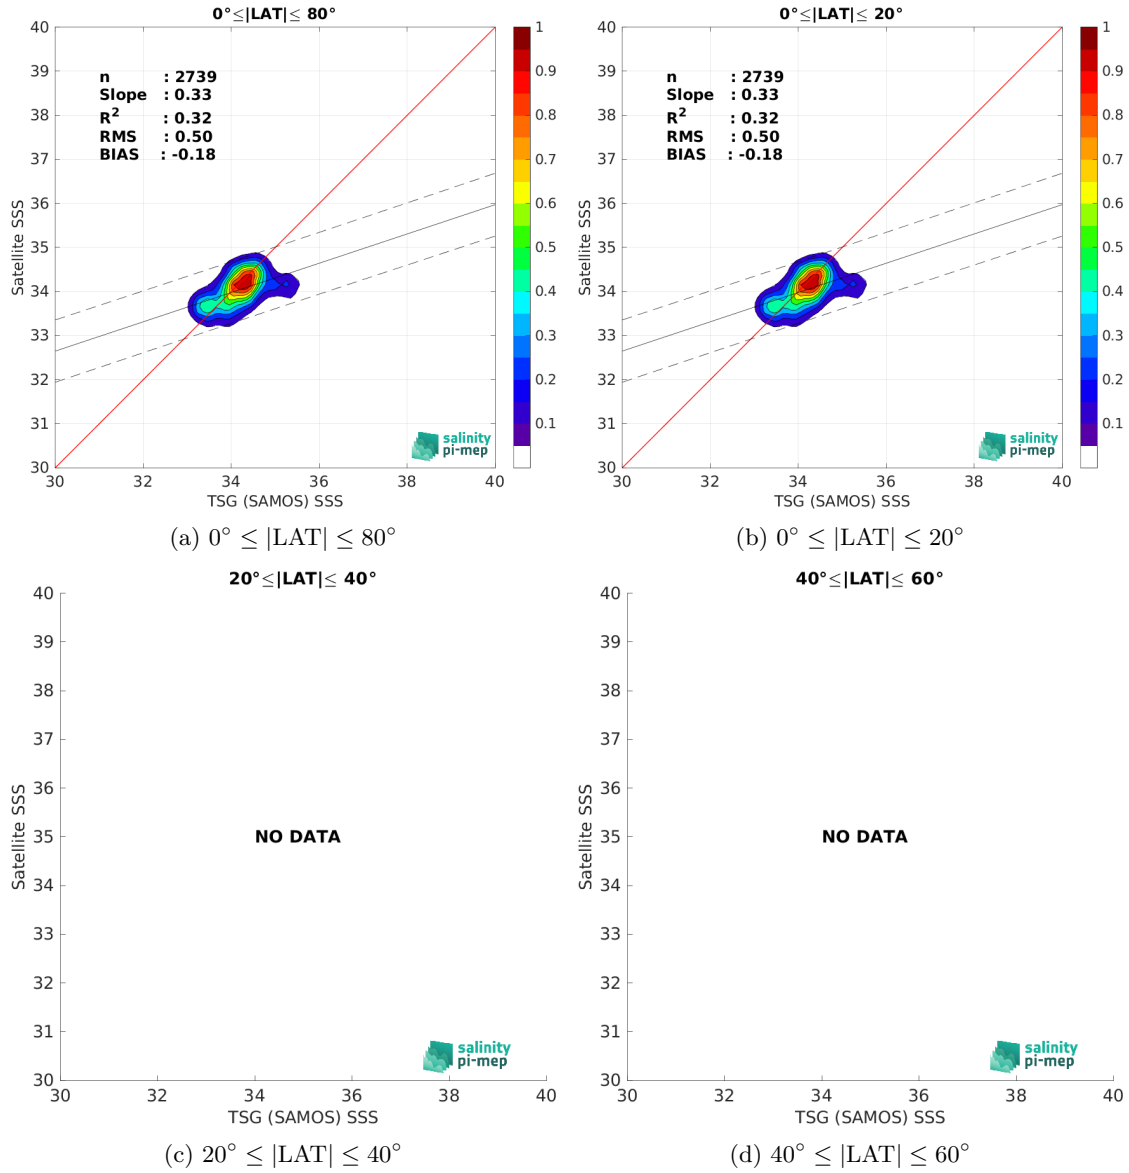 0°≤|LAT|≤ 80°
40
39
38
37
36
35
34
33
32
31
30
Satellite SSS
n : 2739
Slope : 0.33
R² : 0.32
RMS : 0.50
BIAS : -0.18
salinity
pi-mep
30 32 34 36 38 40
TSG (SAMOS) SSS
1
0.9
0.8
0.7
0.6
0.5
0.4
0.3
0.2
0.1
(a) 0° ≤ |LAT| ≤ 80°
0°≤|LAT|≤ 20°
40
39
38
37
36
35
34
33
32
31
30
Satellite SSS
n : 2739
Slope : 0.33
R² : 0.32
RMS : 0.50
BIAS : -0.18
salinity
pi-mep
30 32 34 36 38 40
TSG (SAMOS) SSS
1
0.9
0.8
0.7
0.6
0.5
0.4
0.3
0.2
0.1
(b) 0° ≤ |LAT| ≤ 20°
20°≤|LAT|≤ 40°
40
39
38
37
36
35
34
33
32
31
30
Satellite SSS
NO DATA
salinity
pi-mep
30 32 34 36 38 40
TSG (SAMOS) SSS
(c) 20° ≤ |LAT| ≤ 40°
40°≤|LAT|≤ 60°
40
39
38
37
36
35
34
33
32
31
30
Satellite SSS
NO DATA
salinity
pi-mep
30 32 34 36 38 40
TSG (SAMOS) SSS
(d) 40° ≤ |LAT| ≤ 60°